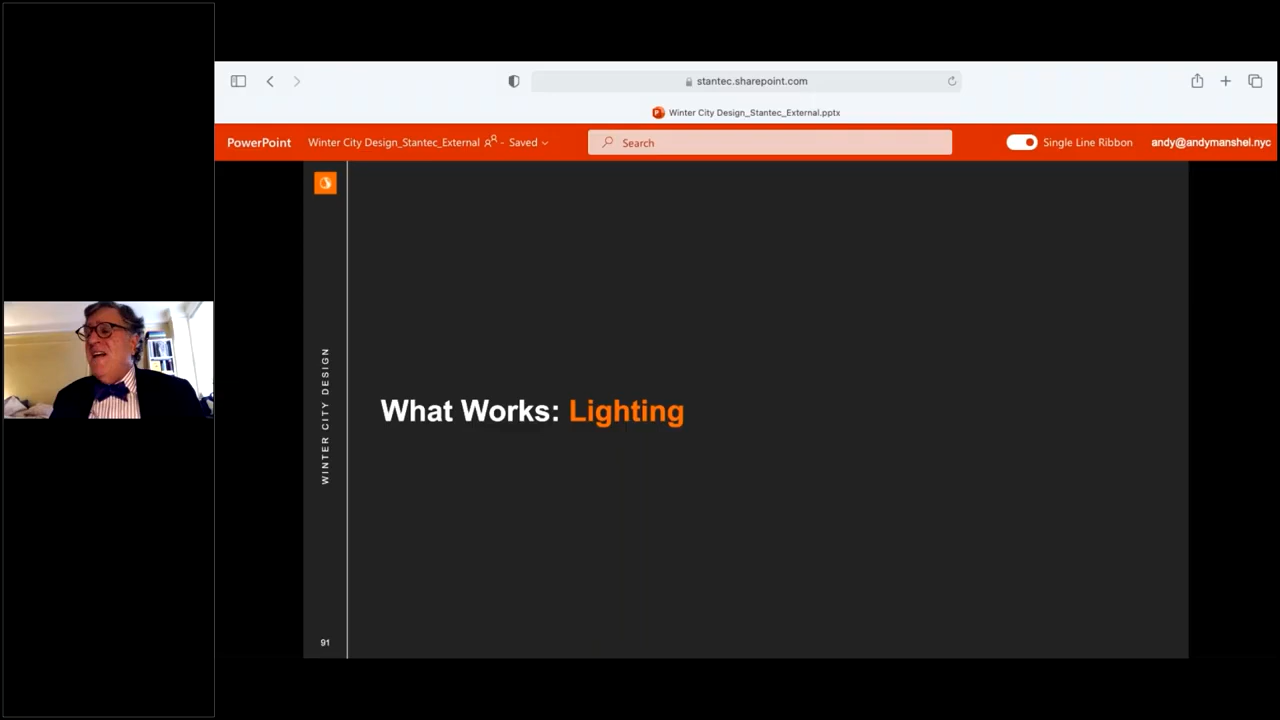 stantec.sharepoint.com
Winter City Design_Stantec_External.pptx
PowerPoint Winter City Design_Stantec_External - Saved Search Single Line Ribbon andy@andymanshel.nyc
WINTER CITY DESIGN
What Works: Lighting
91